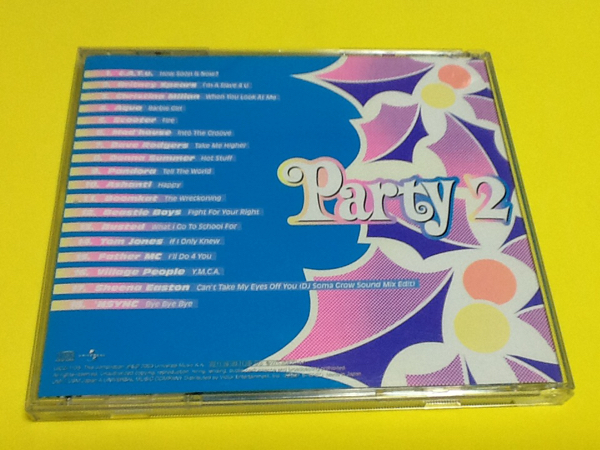 1. t.A.T.u. How Soon Is Now?
2. Britney Spears I'm A Slave 4 U
3. Christina Milian When You Look At Me
4. Aqua Barbie Girl
5. Scooter Fire
6. Mad'house Into The Groove
7. Dave Rodgers Take Me Higher
8. Donna Summer Hot Stuff
9. Pandora Tell The World
10. Ashanti Happy
11. Boomkat The Wreckoning
12. Beastie Boys Fight For Your Right
13. Busted What I Go To School For
14. Tom Jones If I Only Knew
15. Father MC I'll Do 4 You
16. Village People Y.M.C.A.
17. Sheena Easton Can't Take My Eyes Off You (DJ Soma Grow Sound Mix Edit)
18. *NSYNC Bye Bye Bye
Party 2